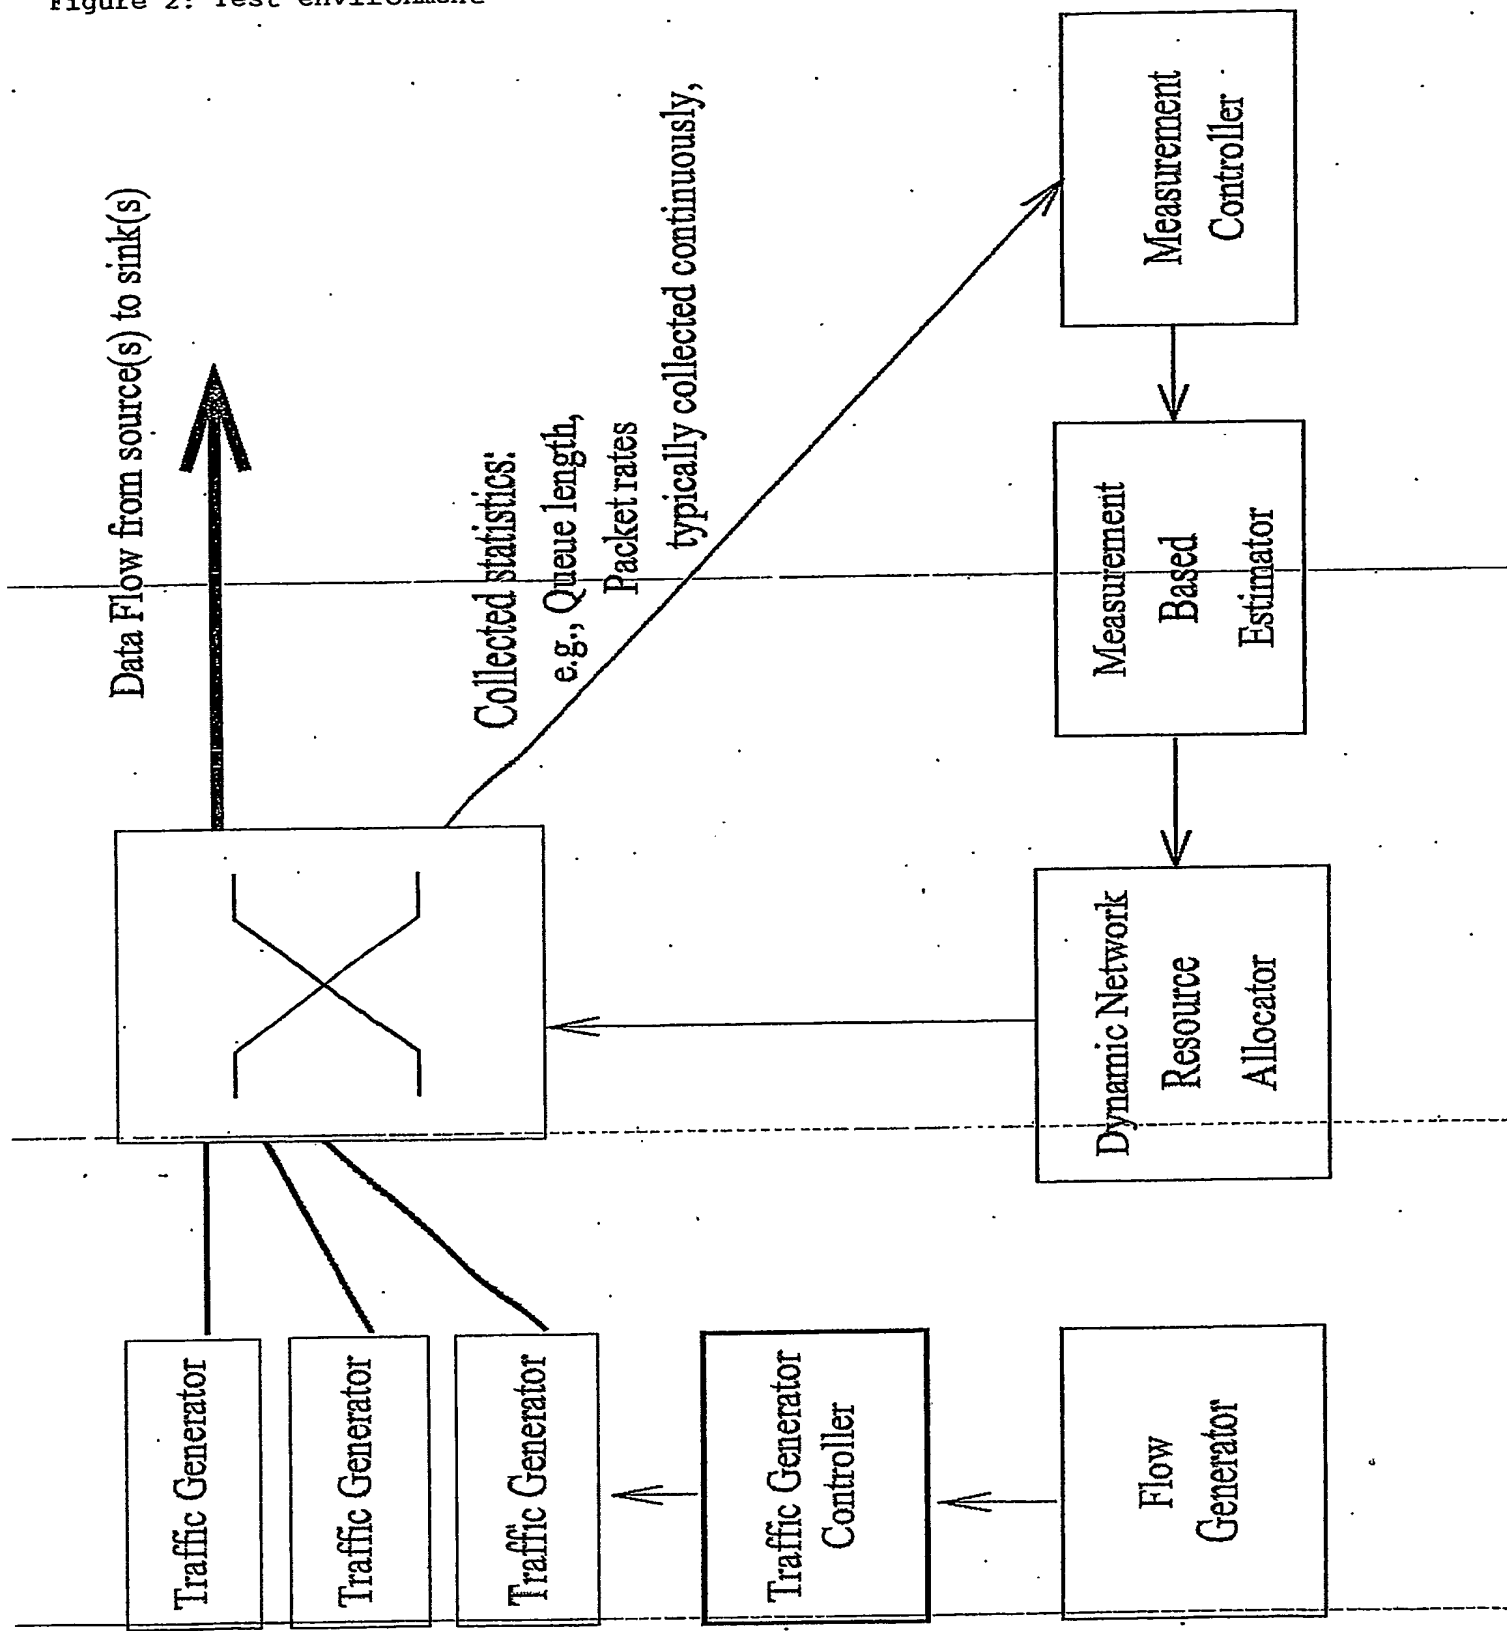 Figure 2: Test environment
Data Flow from source(s) to sink(s)
Collected statistics:
e.g., Queue length,
Packet rates
typically collected continuously,
Traffic Generator
Traffic Generator
Traffic Generator
Traffic Generator
Controller
Flow
Generator
Dynamic Network
Resource
Allocator
Measurement
Based
Estimator
Measurement
Controller